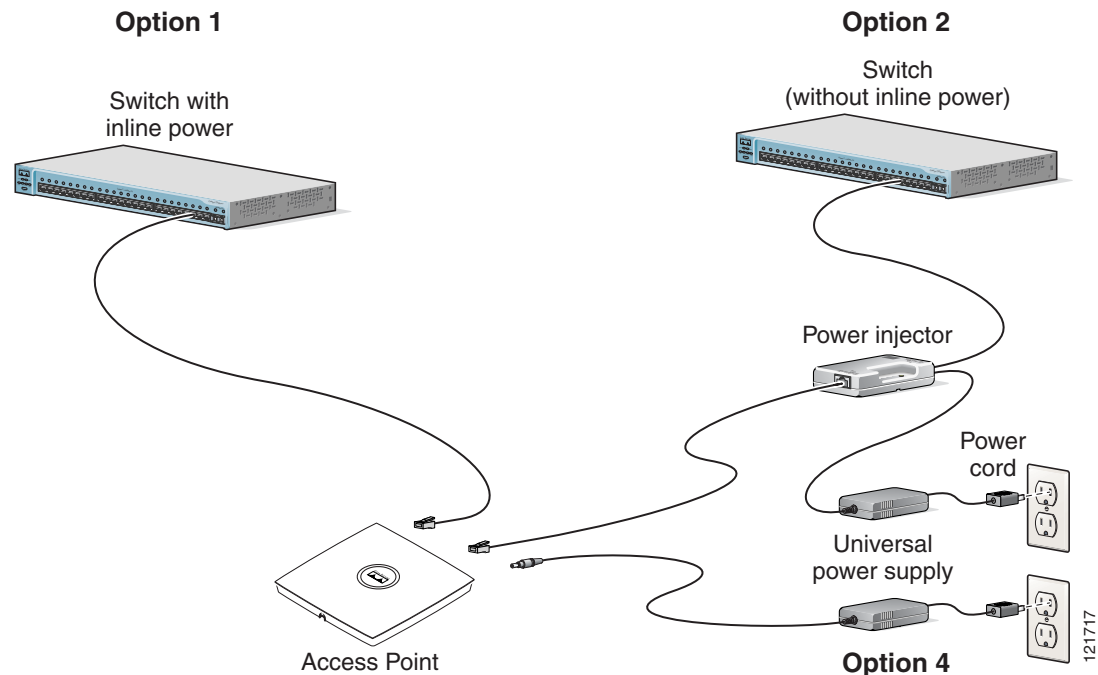 Option 1
Option 2
Switch with
inline power
Switch
(without inline power)
Power injector
Power
cord
Universal
power supply
Access Point
Option 4
121717